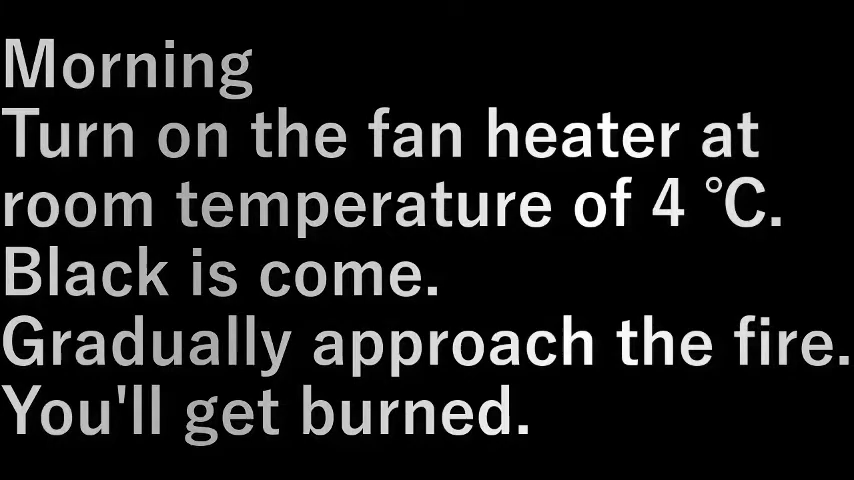 Morning
Turn on the fan heater at
room temperature of 4 ℃.
Black is come.
Gradually approach the fire.
You'll get burned.